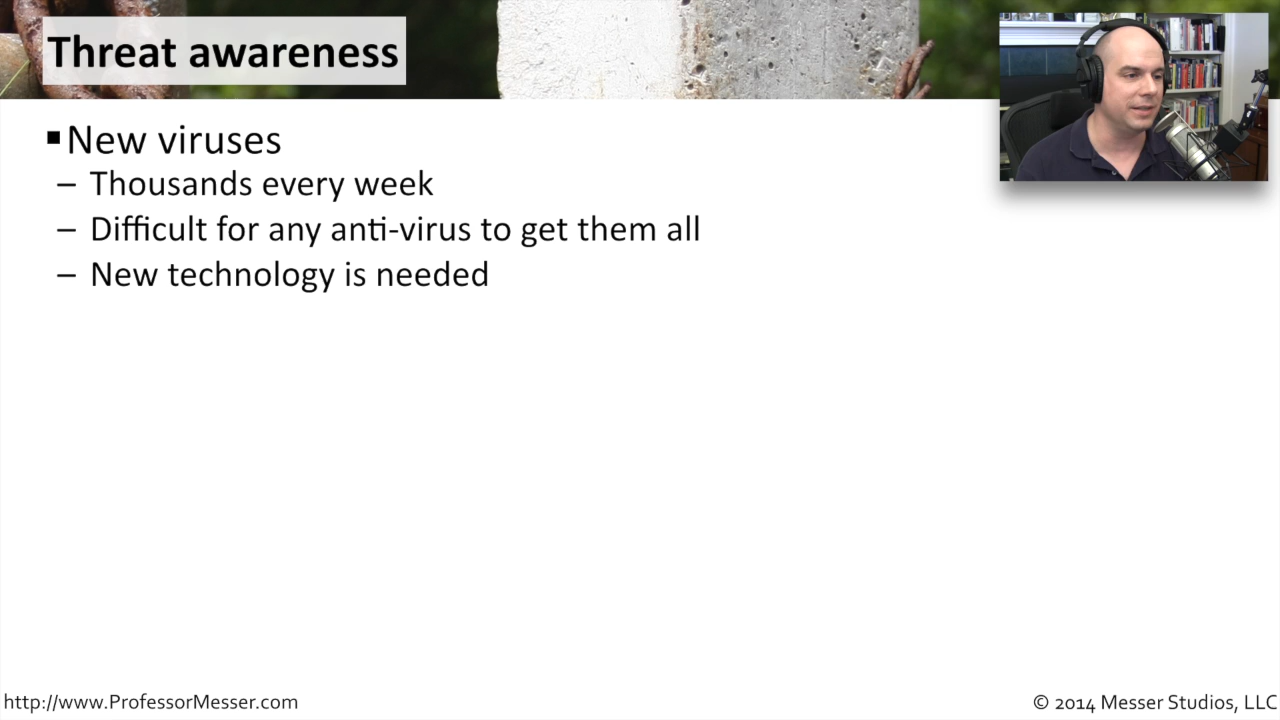 Threat awareness
▪New viruses
– Thousands every week
– Difficult for any anti-virus to get them all
– New technology is needed
http://www.ProfessorMesser.com
© 2014 Messer Studios, LLC